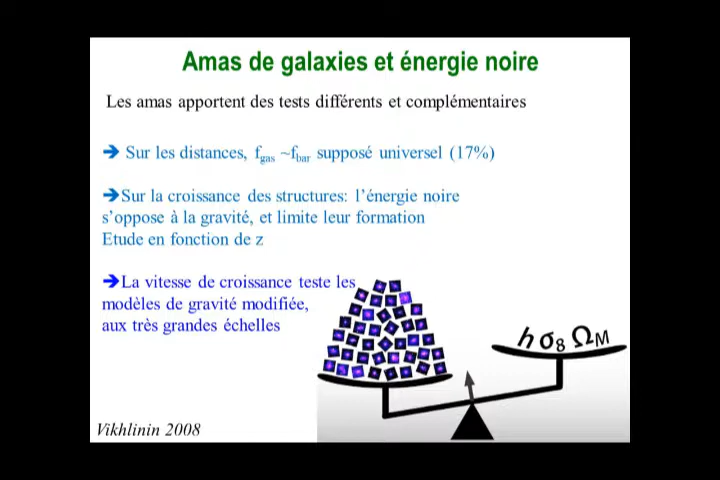 Amas de galaxies et énergie noire
Les amas apportent des tests différents et complémentaires
➔ Sur les distances, fgas ~fbar supposé universel (17%)
➔Sur la croissance des structures: l’énergie noire
s’oppose à la gravité, et limite leur formation
Etude en fonction de z
➔La vitesse de croissance teste les
modèles de gravité modifiée,
aux très grandes échelles
h σ8 ΩM
Vikhlinin 2008